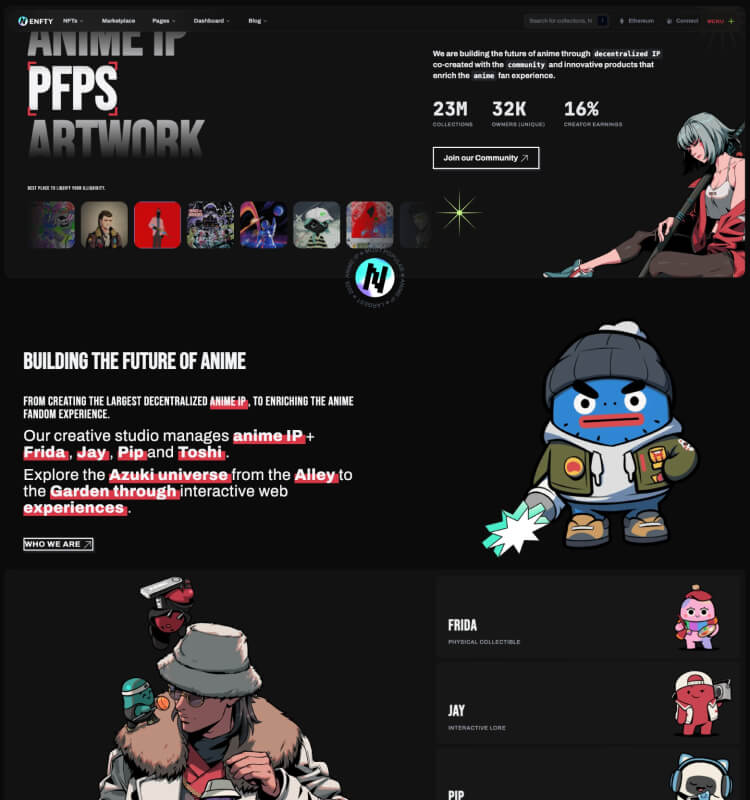 ENFTY
NFTs
Marketplace
Pages
Dashboard
Blog
Search for collections, N
/
Ethereum
Connect
MENU
ANIME IP
PFPS
ARTWORK
BEST PLACE TO LIBERTY YOUR ILLIQUIDITY.
We are building the future of anime through decentralized IP
co-created with the community and innovative products that
enrich the anime fan experience.
23M
COLLECTIONS
32K
OWNERS (UNIQUE)
16%
CREATOR EARNINGS
Join our Community
BUILDING THE FUTURE OF ANIME
FROM CREATING THE LARGEST DECENTRALIZED ANIME IP , TO ENRICHING THE ANIME
FANDOM EXPERIENCE.
Our creative studio manages anime IP +
Frida , Jay , Pip and Toshi .
Explore the Azuki universe from the Alley to
the Garden through interactive web
experiences .
WHO WE ARE
FRIDA
PHYSICAL COLLECTIBLE
JAY
INTERACTIVE LORE
PIP